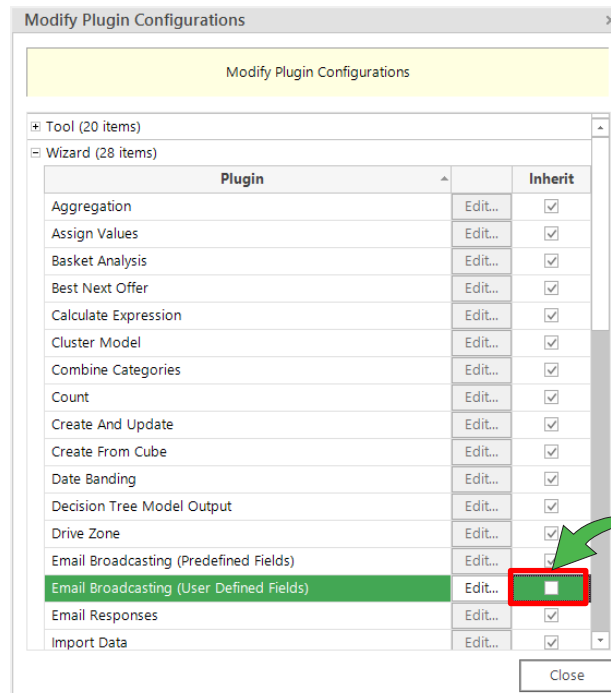 Modify Plugin Configurations
Modify Plugin Configurations
Tool (20 items)
Wizard (28 items)
Plugin Inherit
Aggregation Edit...
Assign Values Edit...
Basket Analysis Edit...
Best Next Offer Edit...
Calculate Expression Edit...
Cluster Model Edit...
Combine Categories Edit...
Count Edit...
Create And Update Edit...
Create From Cube Edit...
Date Banding Edit...
Decision Tree Model Output Edit...
Drive Zone Edit...
Email Broadcasting (Predefined Fields) Edit...
Email Broadcasting (User Defined Fields) Edit...
Email Responses Edit...
Import Data Edit...
Close